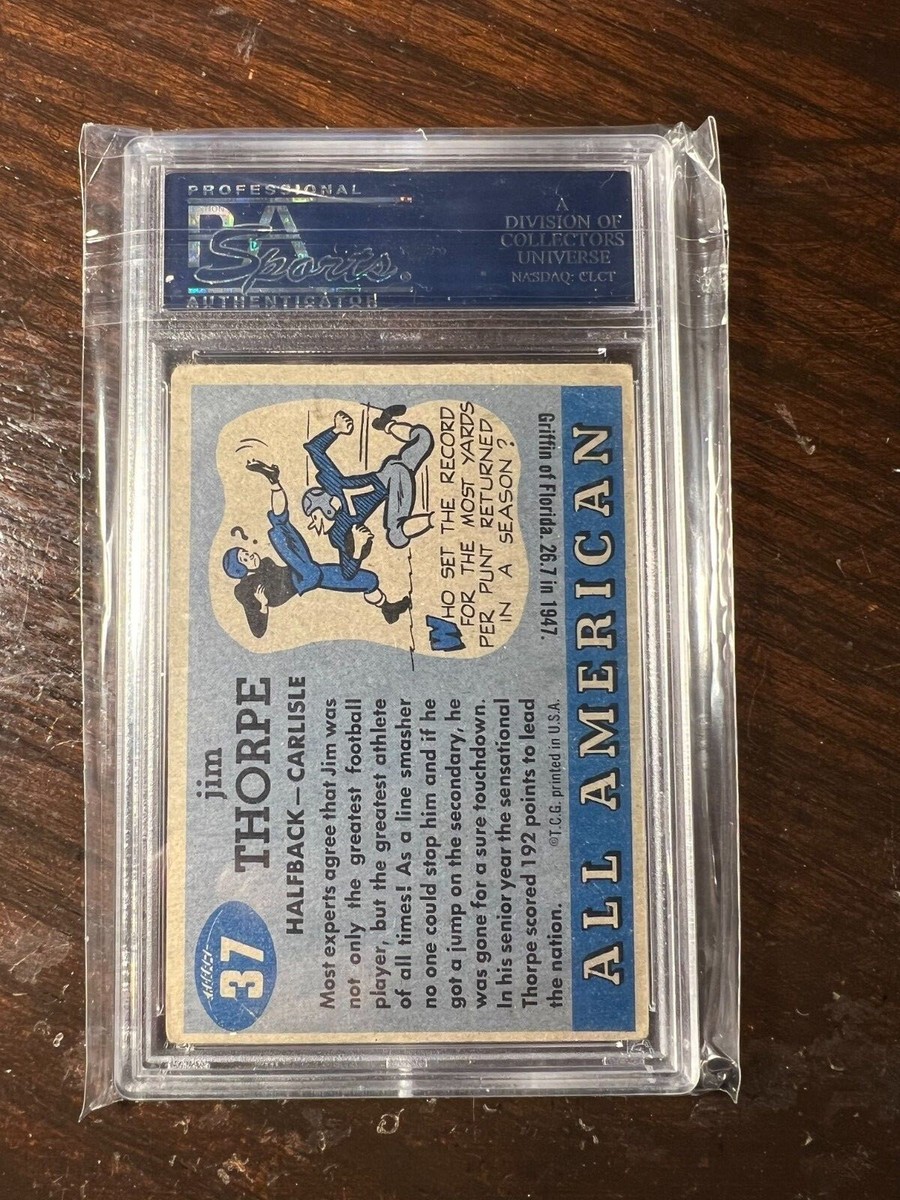 PROFESSIONAL
PSA
Sports
AUTHENTICATOR
A
DIVISION OF
COLLECTORS
UNIVERSE
NASDAQ: CLCT
37
jim
THORPE
HALFBACK — CARLISLE
Most experts agree that Jim was
not only the greatest football
player, but the greatest athlete
of all times! As a line smasher
no one could stop him and if he
got a jump on the secondary, he
was gone for a sure touchdown.
In his senior year the sensational
Thorpe scored 192 points to lead
the nation.
©T.C.G. printed in U.S.A.
?
WHO SET THE RECORD
FOR THE MOST YARDS
PER PUNT RETURNED
IN A SEASON?
Griffin of Florida. 26.7 in 1947.
ALL AMERICAN